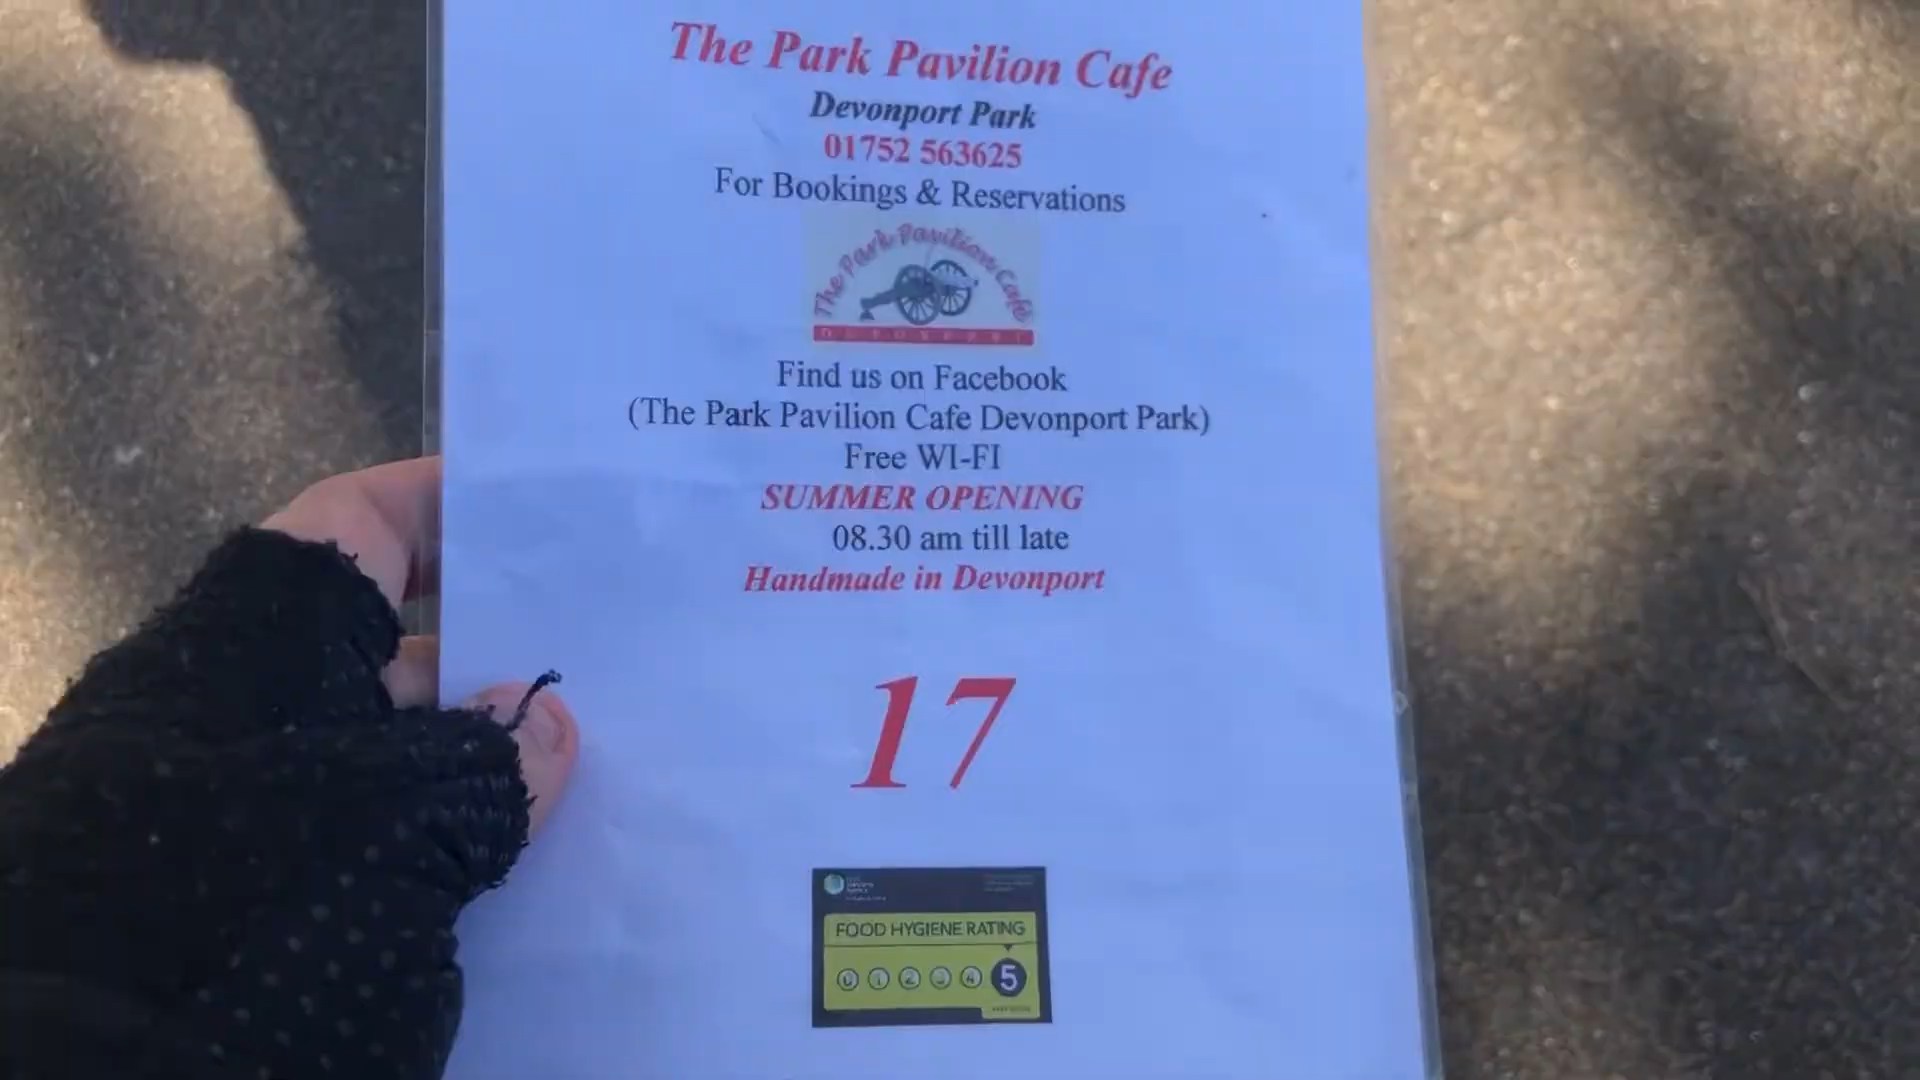 The Park Pavilion Cafe
Devonport Park
01752 563625
For Bookings & Reservations
The Park Pavilion Cafe
DEVONPORT
Find us on Facebook
(The Park Pavilion Cafe Devonport Park)
Free WI-FI
SUMMER OPENING
08.30 am till late
Handmade in Devonport
17
FOOD HYGIENE RATING
0 1 2 3 4 5